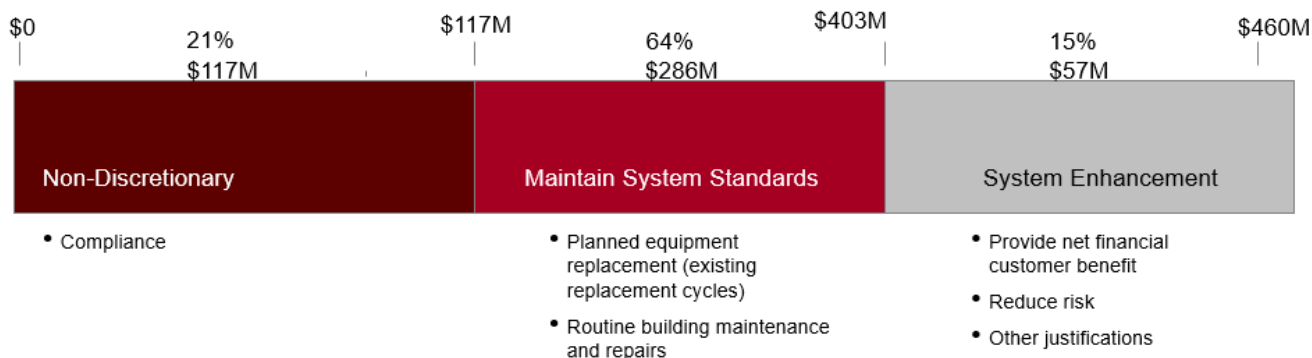 $0
21%
$117M
$117M
64%
$286M
$403M
15%
$57M
$460M
Non-Discretionary
Maintain System Standards
System Enhancement
• Compliance
• Planned equipment
replacement (existing
replacement cycles)
• Routine building maintenance
and repairs
• Provide net financial
customer benefit
• Reduce risk
• Other justifications